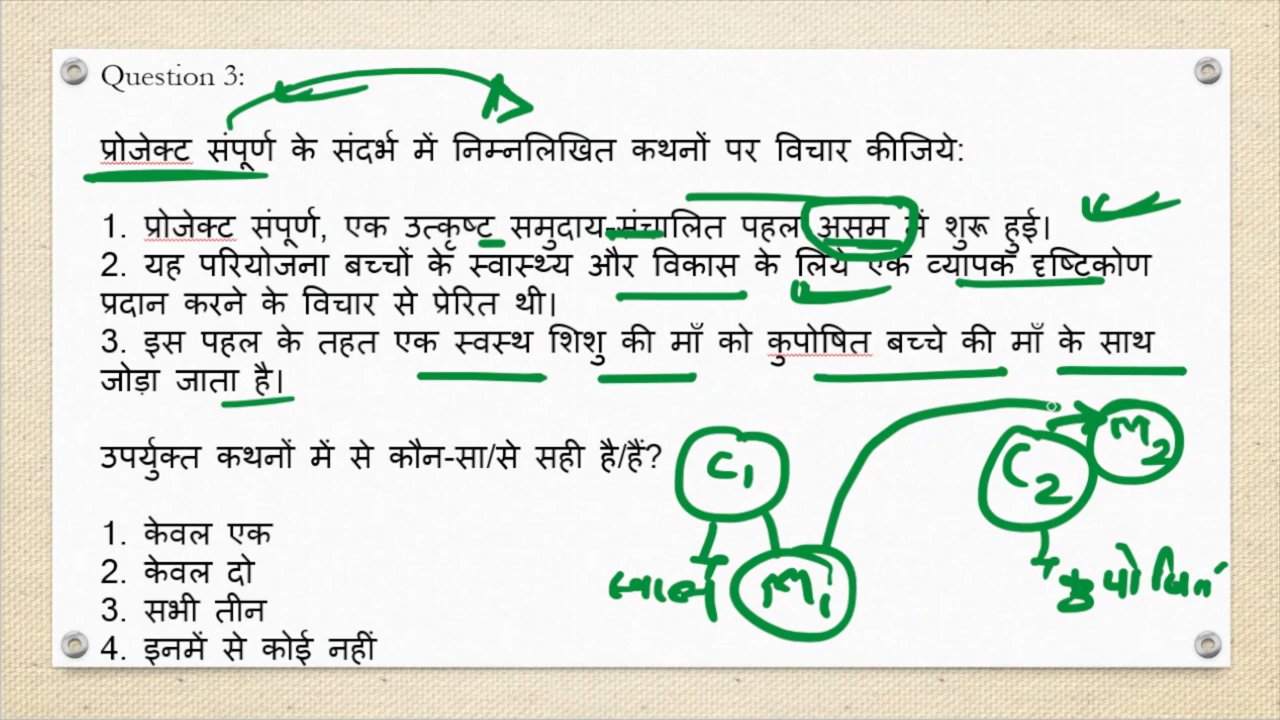 Question 3:
प्रोजेक्ट संपूर्ण के संदर्भ में निम्नलिखित कथनों पर विचार कीजिये:
1. प्रोजेक्ट संपूर्ण, एक उत्कृष्ट समुदाय-संचालित पहल असम में शुरू हुई।
2. यह परियोजना बच्चों के स्वास्थ्य और विकास के लिये एक व्यापक दृष्टिकोण
प्रदान करने के विचार से प्रेरित थी।
3. इस पहल के तहत एक स्वस्थ शिशु की माँ को कुपोषित बच्चे की माँ के साथ
जोड़ा जाता है।
उपर्युक्त कथनों में से कौन-सा/से सही है/हैं?
1. केवल एक
2. केवल दो
3. सभी तीन
4. इनमें से कोई नहीं
C1
M1
C2
M2